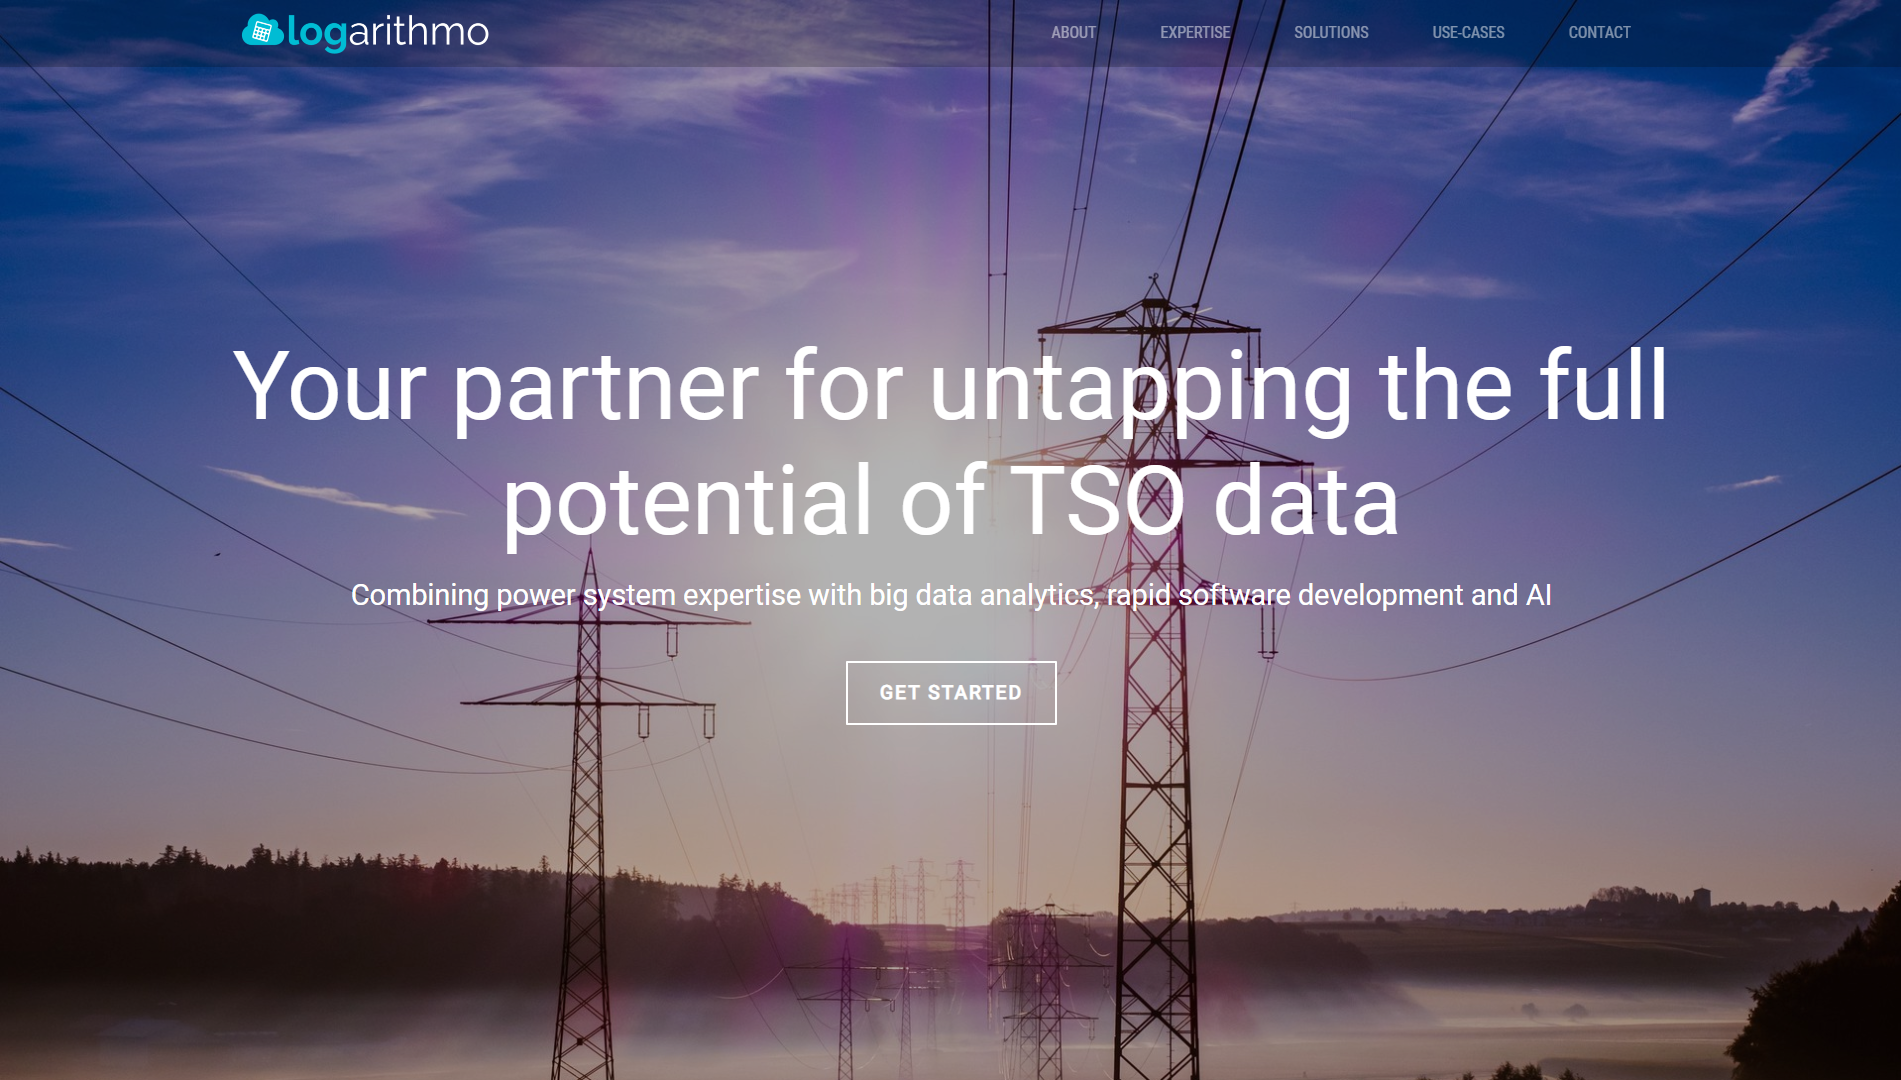 logarithmo
ABOUT
EXPERTISE
SOLUTIONS
USE-CASES
CONTACT
Your partner for untapping the full
potential of TSO data
Combining power system expertise with big data analytics, rapid software development and AI
GET STARTED